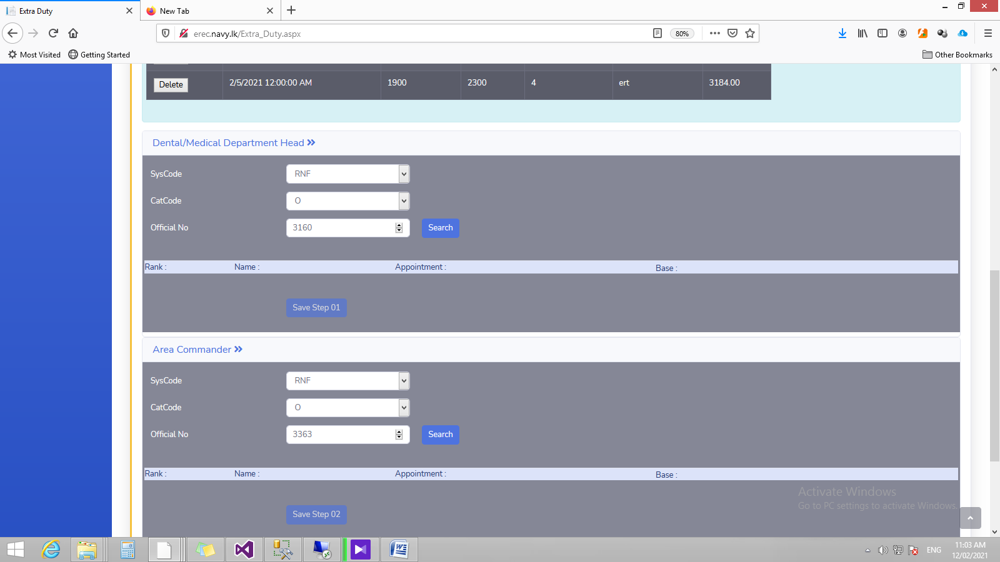 Extra Duty
New Tab
erec.navy.lk/Extra_Duty.aspx
80%
Most Visited
Getting Started
Other Bookmarks
Delete
2/5/2021 12:00:00 AM
1900
2300
4
ert
3184.00
Dental/Medical Department Head
SysCode
RNF
CatCode
O
Official No
3160
Search
Rank :
Name :
Appointment :
Base :
Save Step 01
Area Commander
SysCode
RNF
CatCode
O
Official No
3363
Search
Rank :
Name :
Appointment :
Base :
Activate Windows
Go to PC settings to activate Windows.
Save Step 02
ENG
11:03 AM
12/02/2021